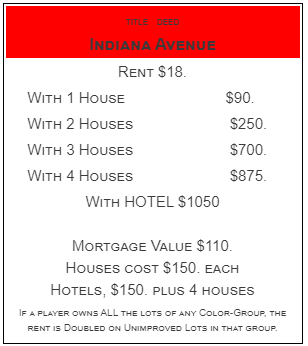 TITLE DEED
INDIANA AVENUE
RENT $18.
WITH 1 HOUSE $90.
WITH 2 HOUSES $250.
WITH 3 HOUSES $700.
WITH 4 HOUSES $875.
WITH HOTEL $1050
MORTGAGE VALUE $110.
HOUSES COST $150. EACH
HOTELS, $150. PLUS 4 HOUSES
IF A PLAYER OWNS ALL THE LOTS OF ANY COLOR-GROUP, THE
RENT IS DOUBLED ON UNIMPROVED LOTS IN THAT GROUP.